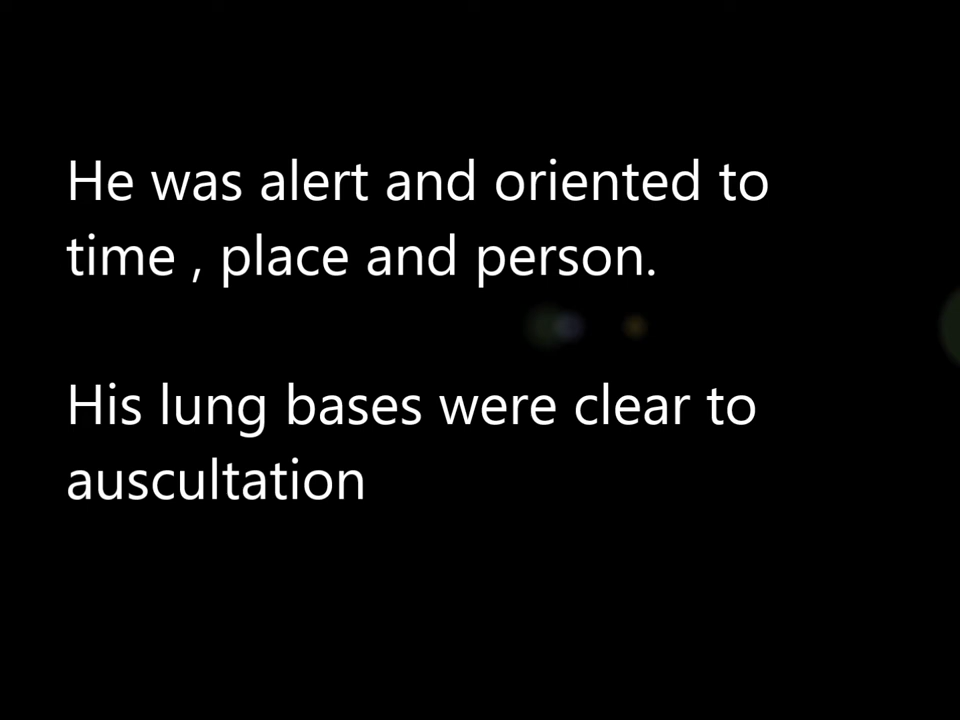 He was alert and oriented to
time , place and person.
His lung bases were clear to
auscultation